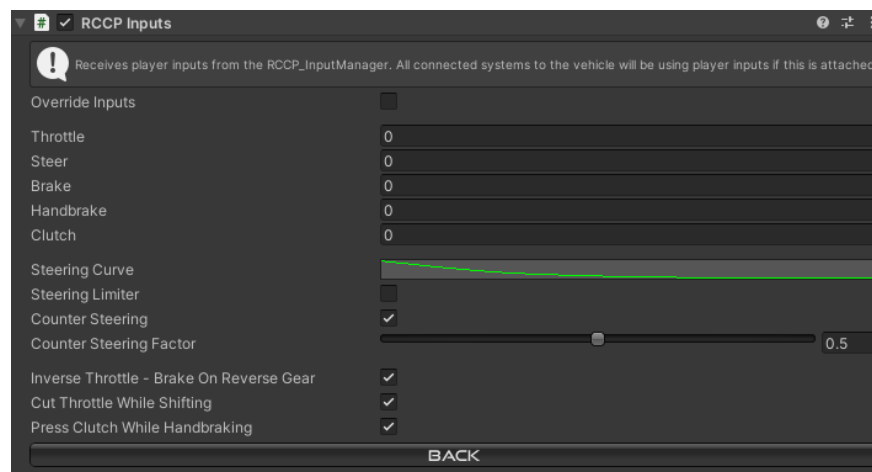 RCCP Inputs
Receives player inputs from the RCCP_InputManager. All connected systems to the vehicle will be using player inputs if this is attached
Override Inputs
Throttle 0
Steer 0
Brake 0
Handbrake 0
Clutch 0
Steering Curve
Steering Limiter
Counter Steering
Counter Steering Factor 0.5
Inverse Throttle - Brake On Reverse Gear
Cut Throttle While Shifting
Press Clutch While Handbraking
BACK